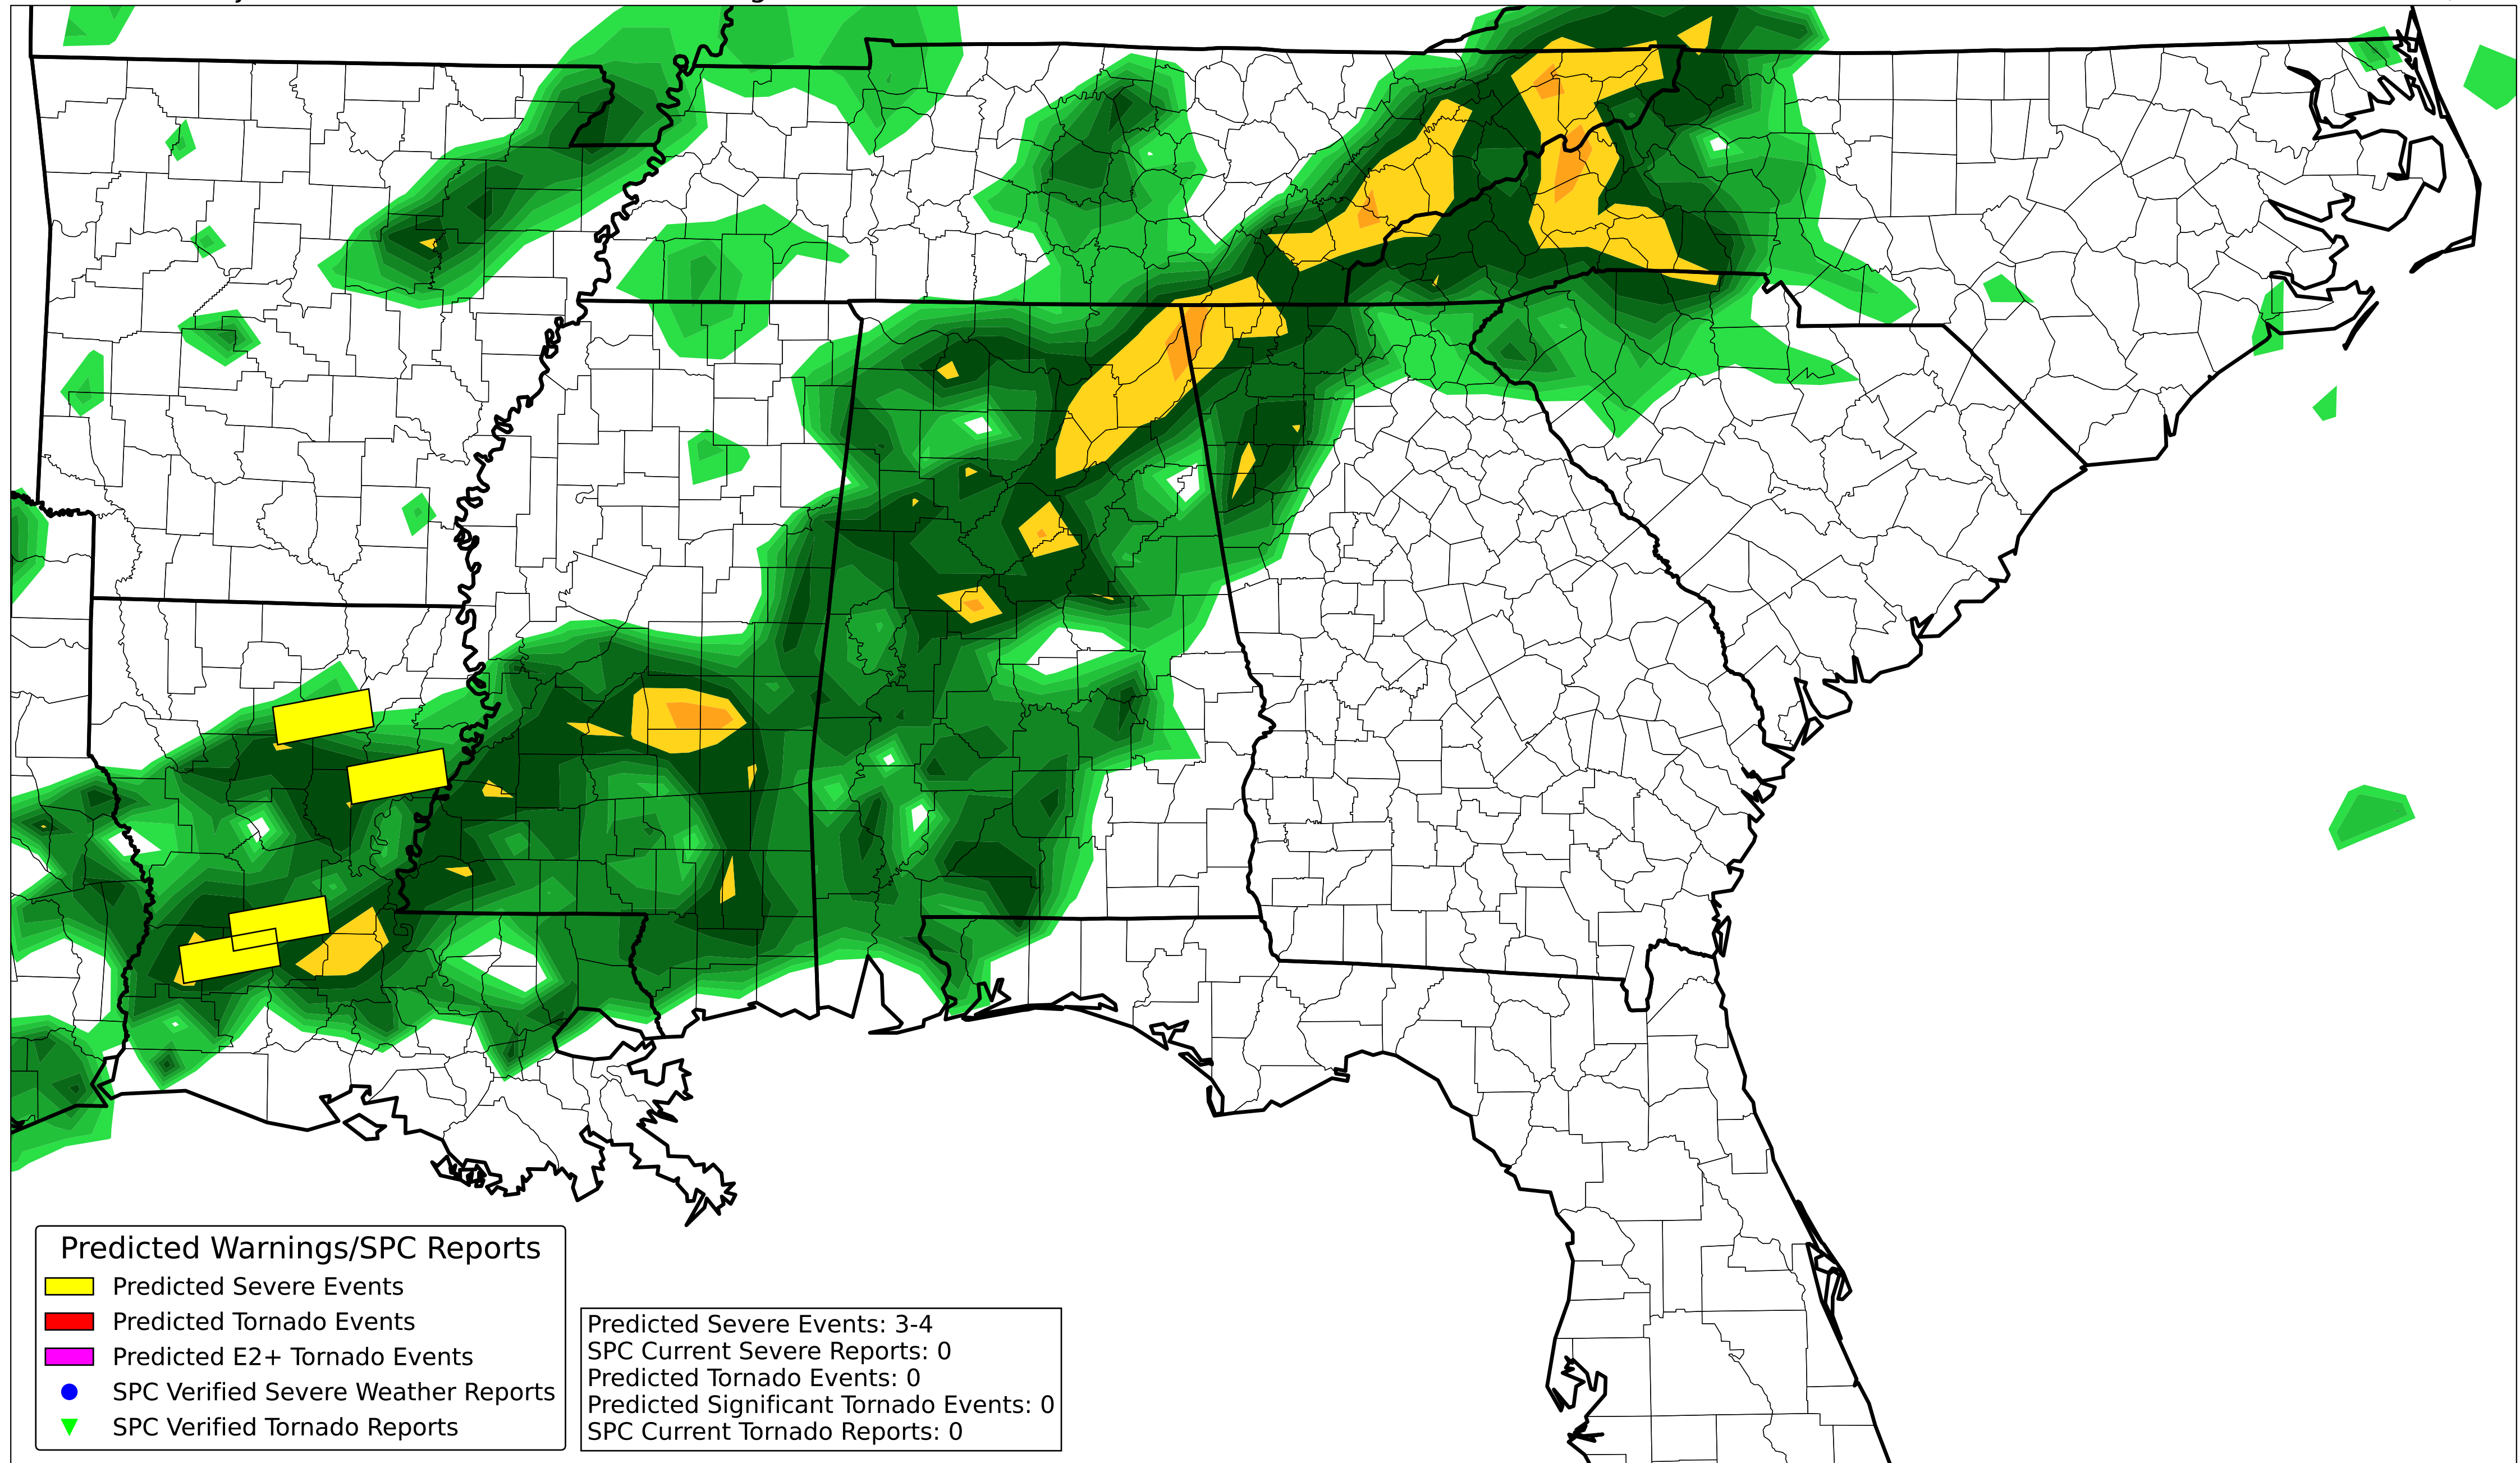 Predicted Warnings/SPC Reports
Predicted Severe Events
Predicted Tornado Events
Predicted E2+ Tornado Events
SPC Verified Severe Weather Reports
SPC Verified Tornado Reports
Predicted Severe Events: 3-4
SPC Current Severe Reports: 0
Predicted Tornado Events: 0
Predicted Significant Tornado Events: 0
SPC Current Tornado Reports: 0